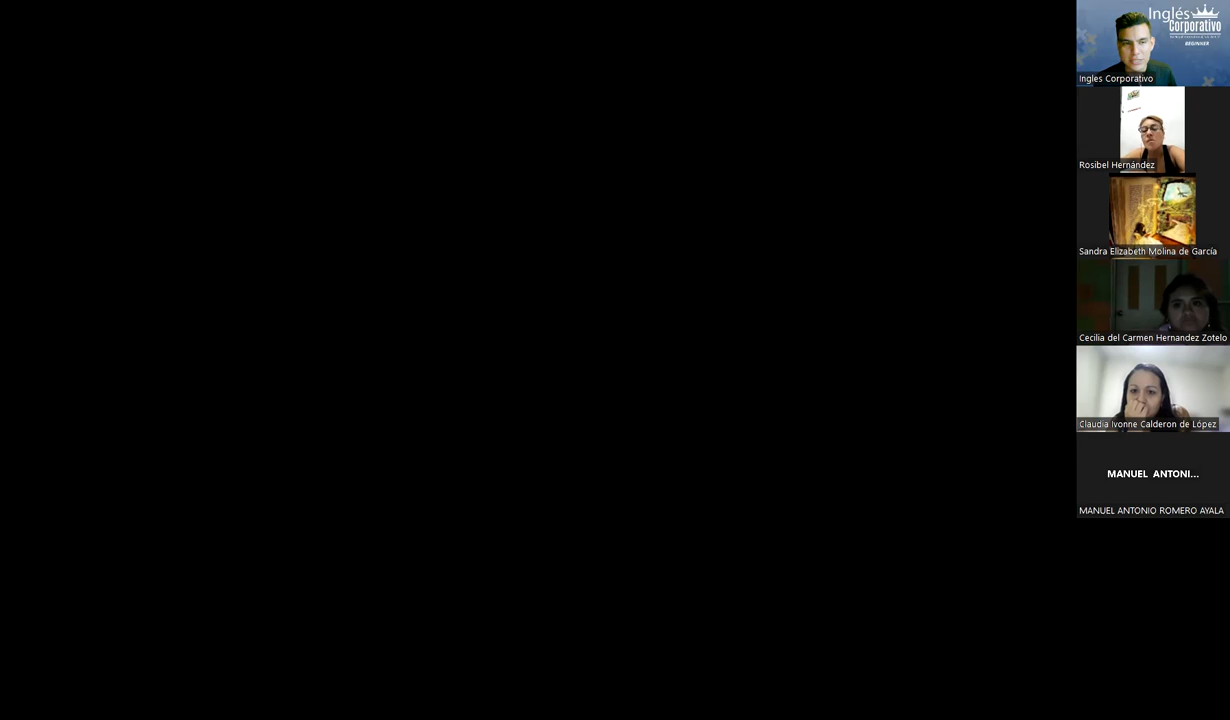 Inglés
Corporativo
BEGINNER
Ingles Corporativo
Rosibel Hernández
Sandra Elizabeth Molina de García
Cecilia del Carmen Hernandez Zotelo
Claudia Ivonne Calderon de López
MANUEL ANTONI...
MANUEL ANTONIO ROMERO AYALA